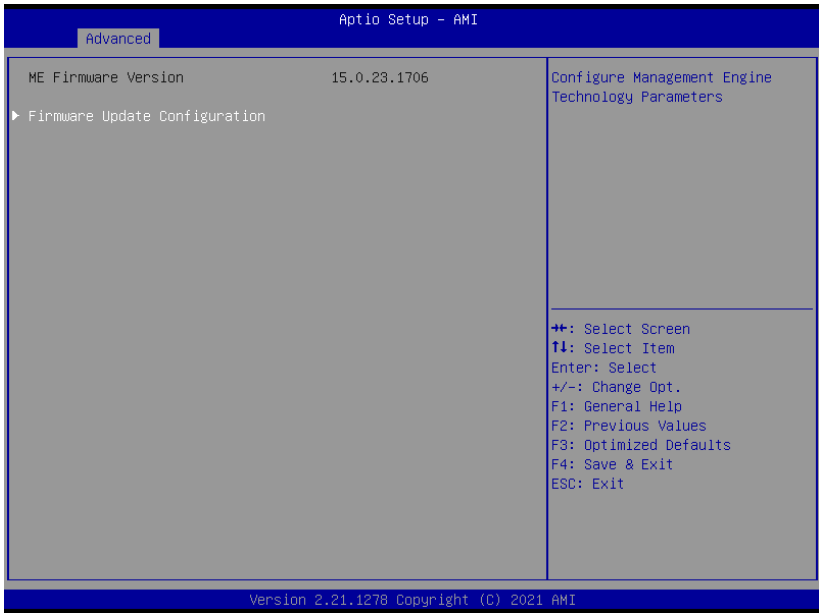 Aptio Setup – AMI
Advanced
ME Firmware Version 15.0.23.1706
Firmware Update Configuration
Configure Management Engine
Technology Parameters
→←: Select Screen
↑↓: Select Item
Enter: Select
+/-: Change Opt.
F1: General Help
F2: Previous Values
F3: Optimized Defaults
F4: Save & Exit
ESC: Exit
Version 2.21.1278 Copyright (C) 2021 AMI